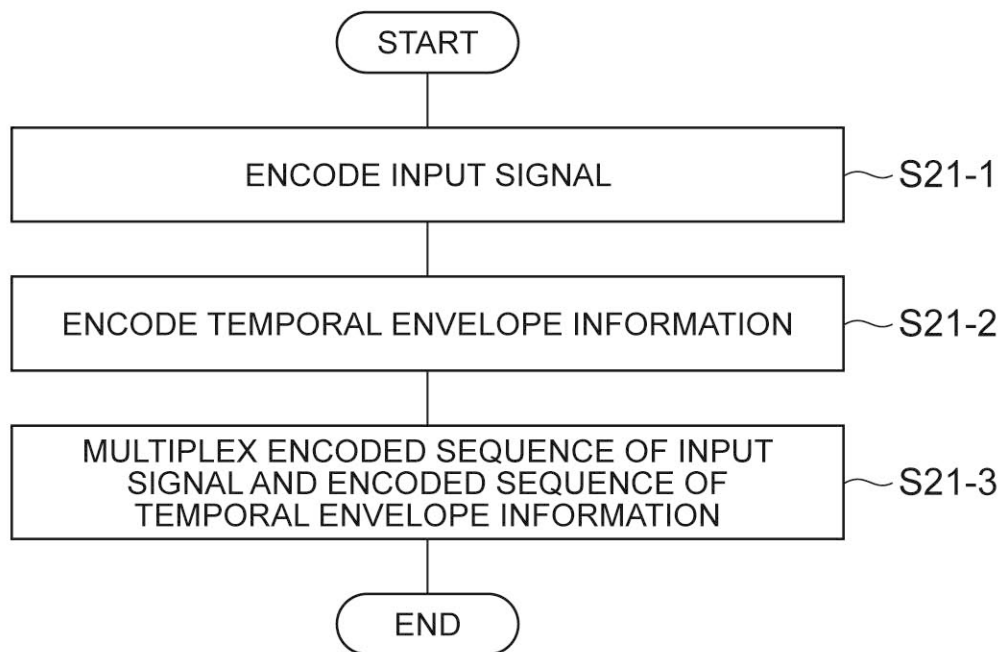 START
ENCODE INPUT SIGNAL
S21-1
ENCODE TEMPORAL ENVELOPE INFORMATION
S21-2
MULTIPLEX ENCODED SEQUENCE OF INPUT
SIGNAL AND ENCODED SEQUENCE OF
TEMPORAL ENVELOPE INFORMATION
S21-3
END